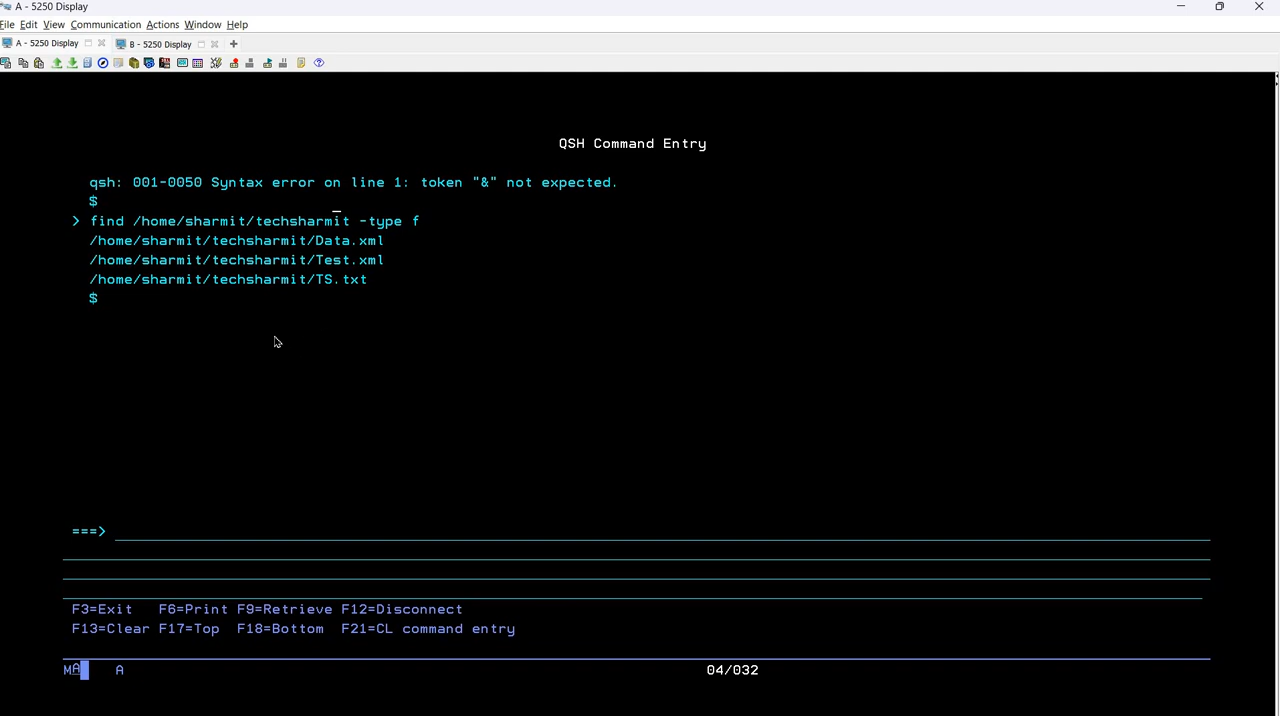 A - 5250 Display
File Edit View Communication Actions Window Help
A - 5250 Display B - 5250 Display
QSH Command Entry
qsh: 001-0050 Syntax error on line 1: token "&" not expected.
$
> find /home/sharmit/techsharmit -type f
/home/sharmit/techsharmit/Data.xml
/home/sharmit/techsharmit/Test.xml
/home/sharmit/techsharmit/TS.txt
$
===>
F3=Exit F6=Print F9=Retrieve F12=Disconnect
F13=Clear F17=Top F18=Bottom F21=CL command entry
MA A 04/032